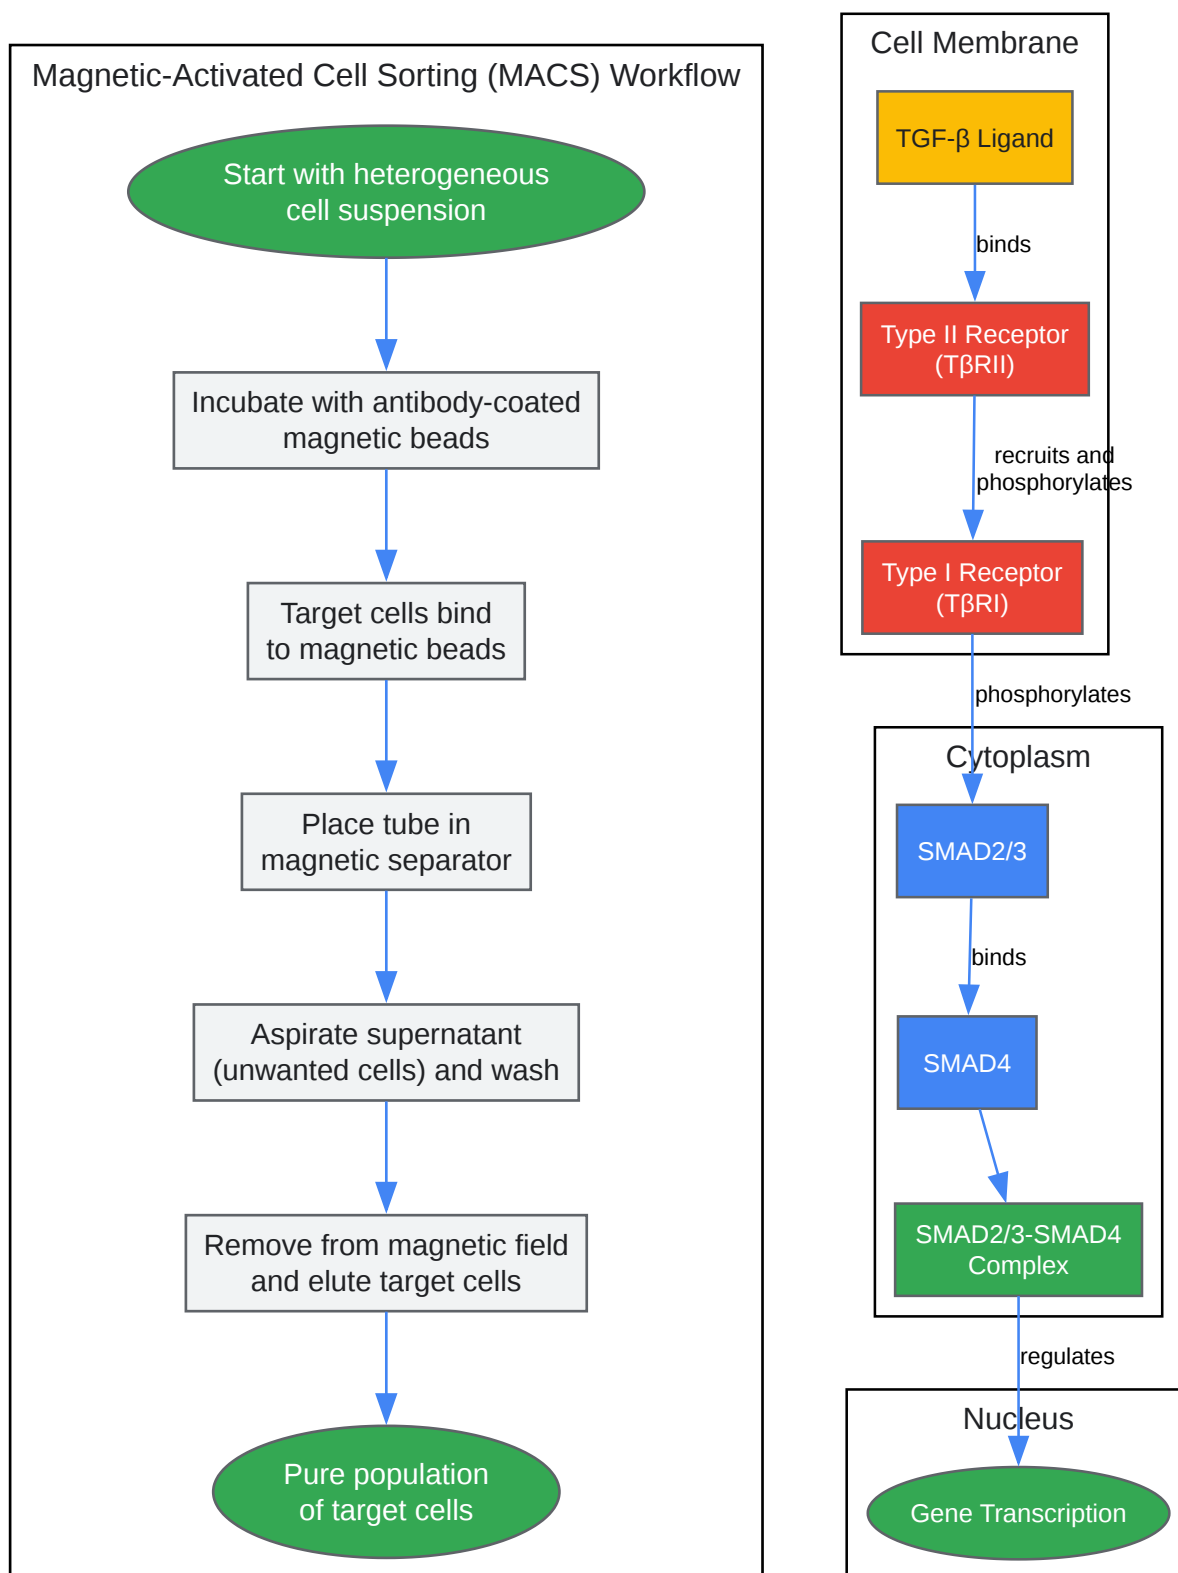 Magnetic-Activated Cell Sorting (MACS) Workflow
Start with heterogeneous
cell suspension
Incubate with antibody-coated
magnetic beads
Target cells bind
to magnetic beads
Place tube in
magnetic separator
Aspirate supernatant
(unwanted cells) and wash
Remove from magnetic field
and elute target cells
Pure population
of target cells
Cell Membrane
TGF-β Ligand
binds
Type II Receptor
(TβRII)
recruits and
phosphorylates
Type I Receptor
(TβRI)
phosphorylates
Cytoplasm
SMAD2/3
binds
SMAD4
SMAD2/3-SMAD4
Complex
regulates
Nucleus
Gene Transcription